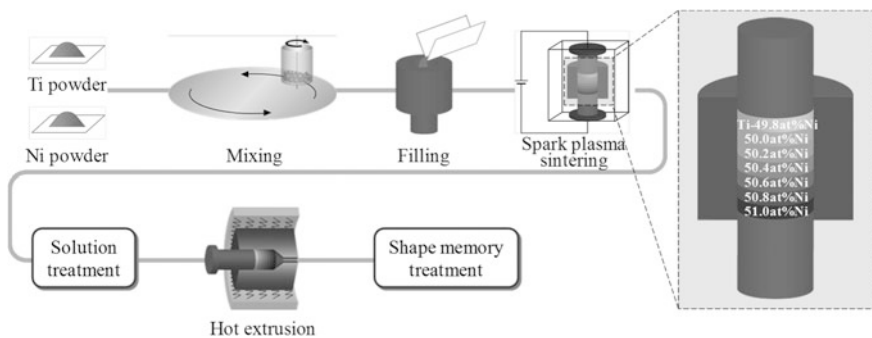 Ti powder
Ni powder
Mixing
Filling
Spark plasma
sintering
Ti-49.8at%Ni
50.0at%Ni
50.2at%Ni
50.4at%Ni
50.6at%Ni
50.8at%Ni
51.0at%Ni
Solution
treatment
Hot extrusion
Shape memory
treatment